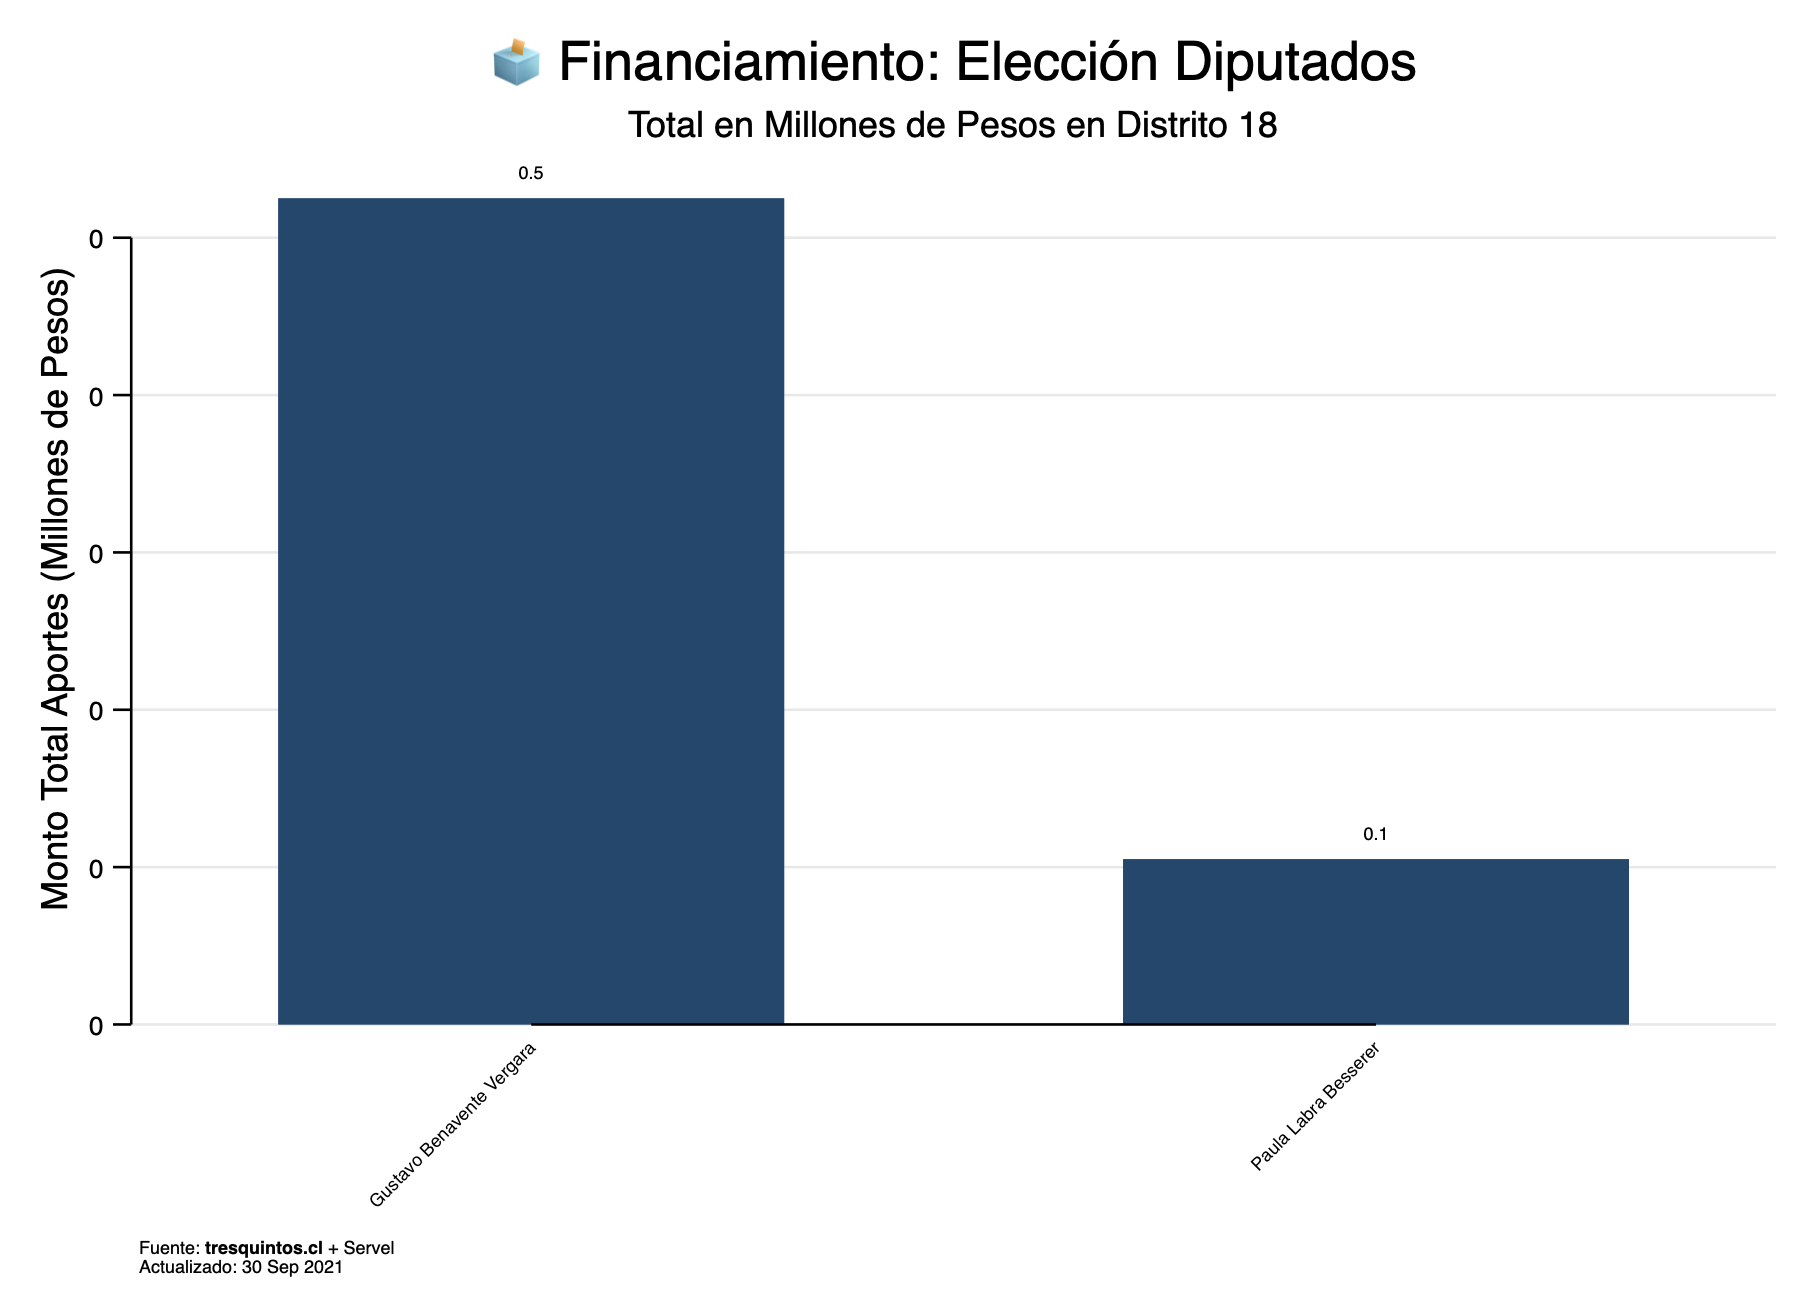 Financiamiento: Elección Diputados
Total en Millones de Pesos en Distrito 18
Monto Total Aportes (Millones de Pesos)
0
0
0
0
0
0
0.5
0.1
Gustavo Benavente Vergara
Paula Labra Besserer
Fuente: tresquintos.cl + Servel
Actualizado: 30 Sep 2021